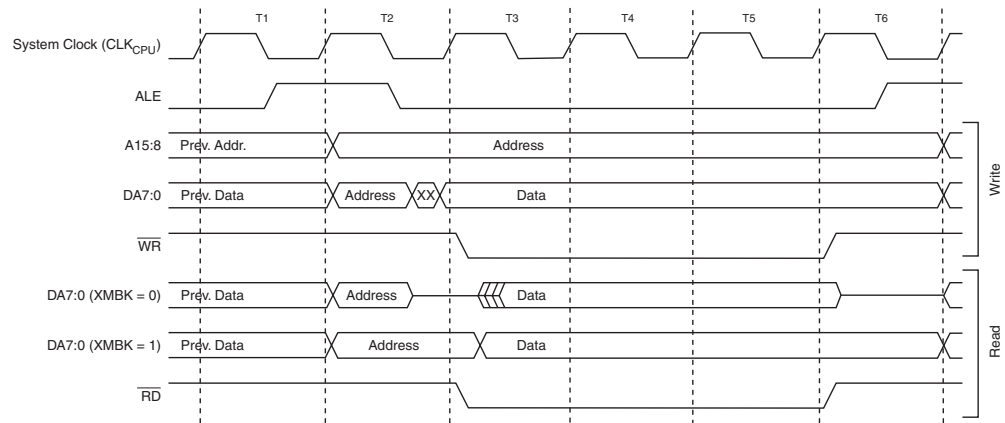 T1 T2 T3 T4 T5 T6
System Clock (CLKCPU)
ALE
A15:8 Prev. Addr. Address
DA7:0 Prev. Data Address XX Data
WR
Write
DA7:0 (XMBK = 0) Prev. Data Address Data
DA7:0 (XMBK = 1) Prev. Data Address Data
RD
Read